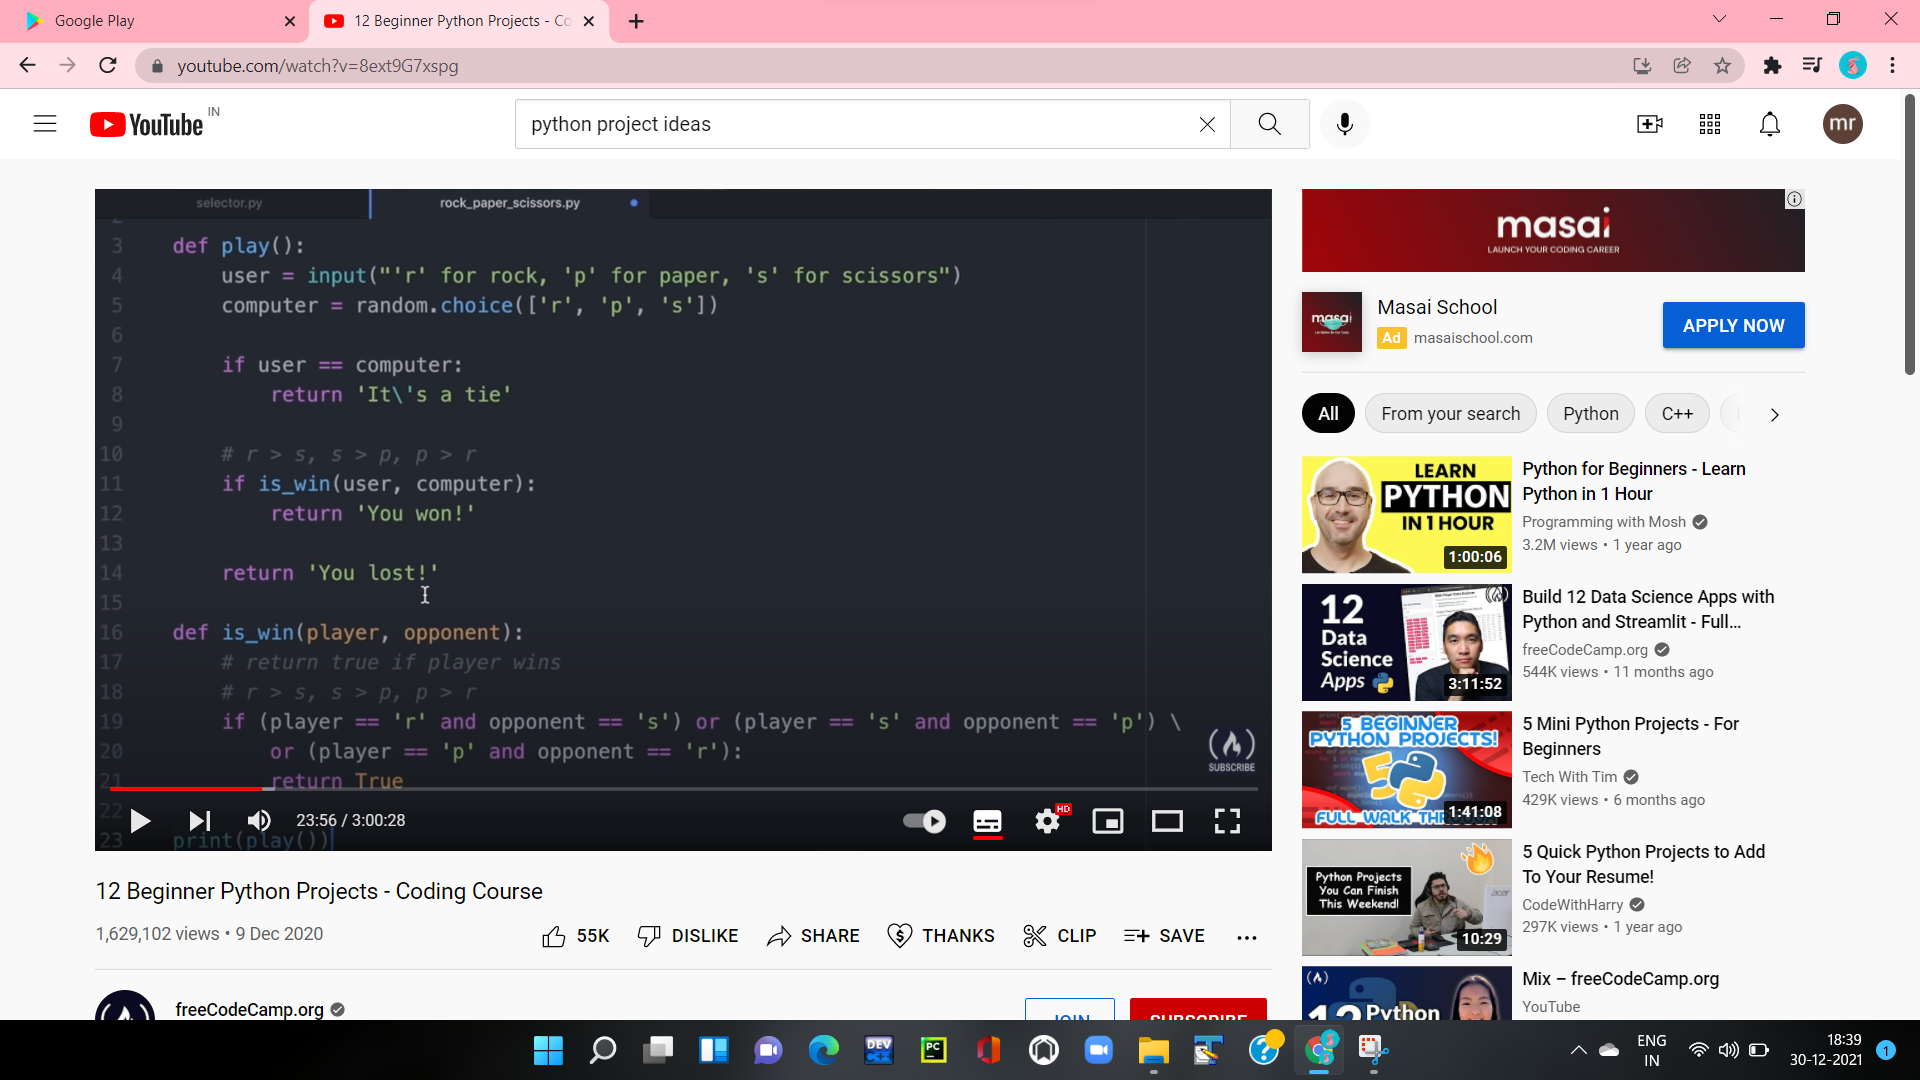 Google Play
12 Beginner Python Projects - Co
youtube.com/watch?v=8ext9G7xspg
YouTube IN
python project ideas
mr
selector.py
rock_paper_scissors.py
2
3 def play():
4 user = input("'r' for rock, 'p' for paper, 's' for scissors")
5 computer = random.choice(['r', 'p', 's'])
6
7 if user == computer:
8 return 'It\'s a tie'
9
10 # r > s, s > p, p > r
11 if is_win(user, computer):
12 return 'You won!'
13
14 return 'You lost!'
15
16 def is_win(player, opponent):
17 # return true if player wins
18 # r > s, s > p, p > r
19 if (player == 'r' and opponent == 's') or (player == 's' and opponent == 'p') \
20 or (player == 'p' and opponent == 'r'):
21 return True
22
23 print(play())
SUBSCRIBE
23:56 / 3:00:28
HD
12 Beginner Python Projects - Coding Course
1,629,102 views • 9 Dec 2020
55K
DISLIKE
SHARE
THANKS
CLIP
SAVE
freeCodeCamp.org
JOIN
SUBSCRIBE
masai
LAUNCH YOUR CODING CAREER
masai
Masai School
Ad masaischool.com
APPLY NOW
All
From your search
Python
C++
LEARN
PYTHON
IN 1 HOUR
1:00:06
Python for Beginners - Learn
Python in 1 Hour
Programming with Mosh
3.2M views • 1 year ago
12
Data
Science
Apps
3:11:52
Build 12 Data Science Apps with
Python and Streamlit - Full...
freeCodeCamp.org
544K views • 11 months ago
5 BEGINNER
PYTHON PROJECTS!
FULL WALK
1:41:08
5 Mini Python Projects - For
Beginners
Tech With Tim
429K views • 6 months ago
Python Projects
You Can Finish
This Weekend!
acer
10:29
5 Quick Python Projects to Add
To Your Resume!
CodeWithHarry
297K views • 1 year ago
12 Python
Mix – freeCodeCamp.org
YouTube
DEV
C++
PC
ENG
IN
18:39
30-12-2021
1